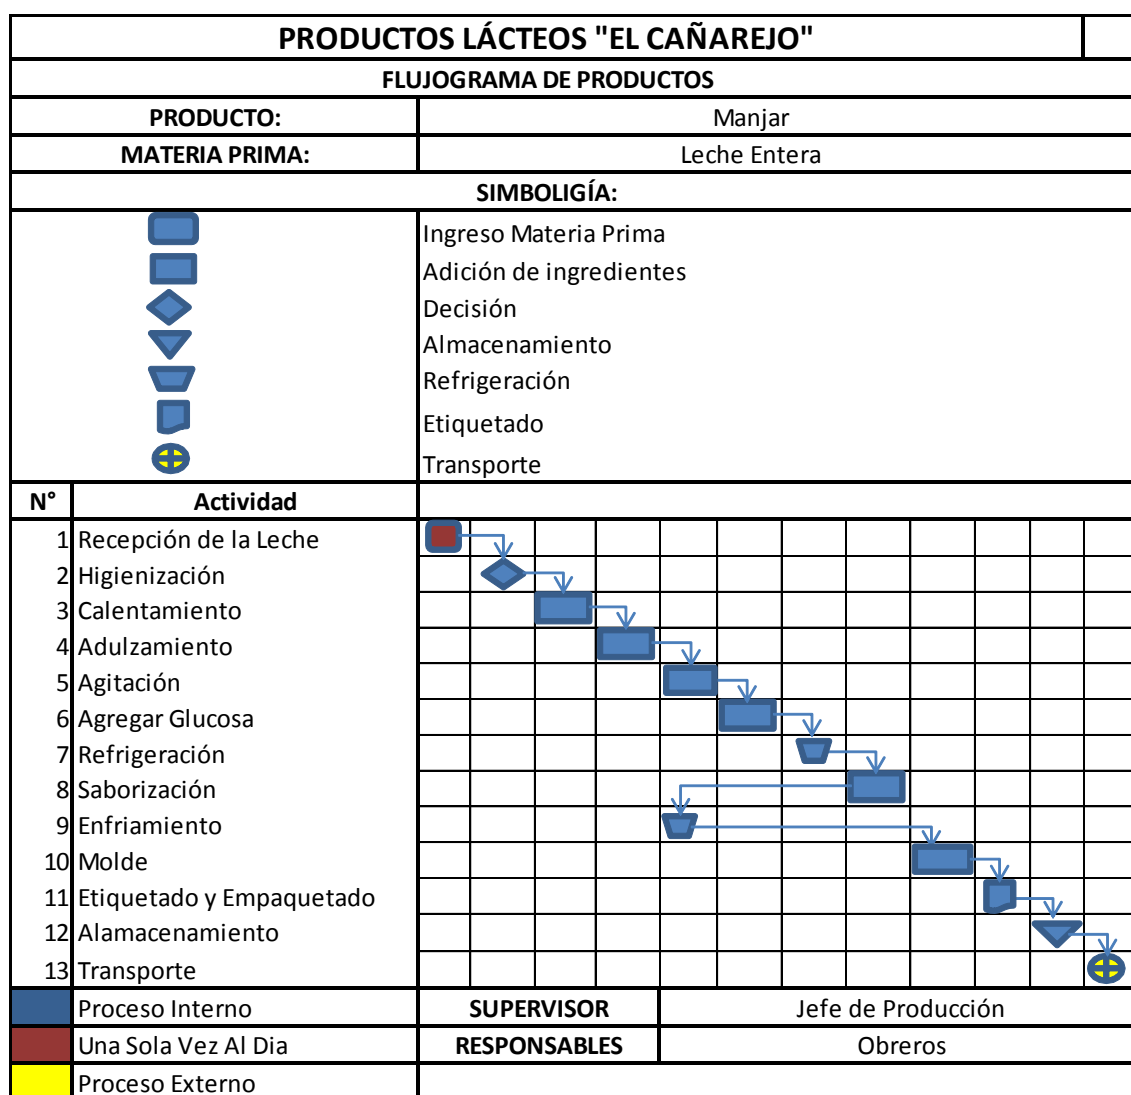 PRODUCTOS LÁCTEOS "EL CAÑAREJO"
FLUJOGRAMA DE PRODUCTOS
PRODUCTO: Manjar
MATERIA PRIMA: Leche Entera
SIMBOLIGÍA:
Ingreso Materia Prima
Adición de ingredientes
Decisión
Almacenamiento
Refrigeración
Etiquetado
Transporte
N° Actividad
1 Recepción de la Leche
2 Higienización
3 Calentamiento
4 Adulzamiento
5 Agitación
6 Agregar Glucosa
7 Refrigeración
8 Saborización
9 Enfriamiento
10 Molde
11 Etiquetado y Empaquetado
12 Alamacenamiento
13 Transporte
Proceso Interno SUPERVISOR Jefe de Producción
Una Sola Vez Al Dia RESPONSABLES Obreros
Proceso Externo